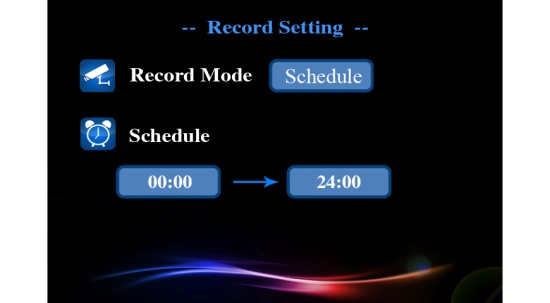 -- Record Setting --
Record Mode Schedule
Schedule
00:00 24:00